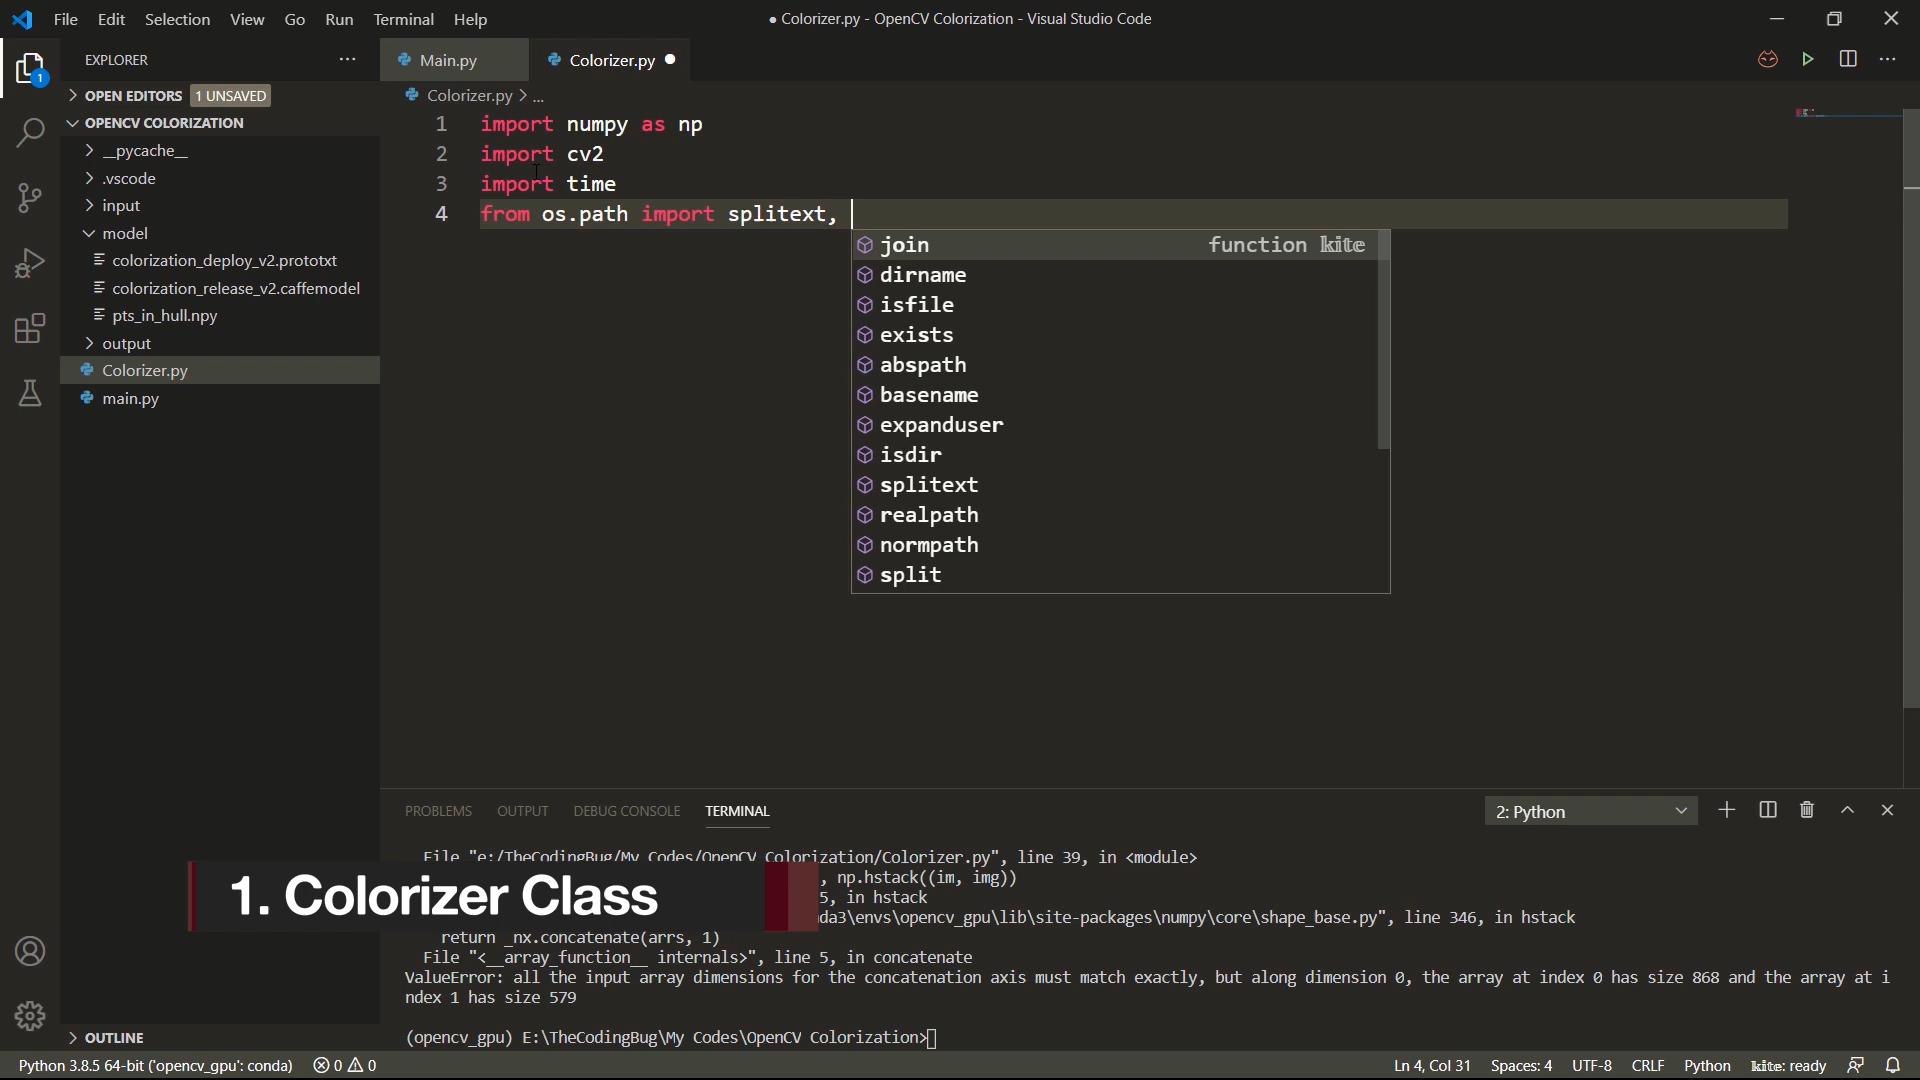 File Edit Selection View Go Run Terminal Help
● Colorizer.py - OpenCV Colorization - Visual Studio Code
EXPLORER
Main.py
Colorizer.py
1
OPEN EDITORS 1 UNSAVED
Colorizer.py > ...
OPENCV COLORIZATION
__pycache__
.vscode
input
model
colorization_deploy_v2.prototxt
colorization_release_v2.caffemodel
pts_in_hull.npy
output
Colorizer.py
main.py
1 import numpy as np
2 import cv2
3 import time
4 from os.path import splitext,
join function kite
dirname
isfile
exists
abspath
basename
expanduser
isdir
splitext
realpath
normpath
split
PROBLEMS OUTPUT DEBUG CONSOLE TERMINAL
2: Python
File "e:/TheCodingBug/My Codes/OpenCV Colorization/Colorizer.py", line 39, in <module>
, np.hstack((im, img))
5, in hstack
da3\envs\opencv_gpu\lib\site-packages\numpy\core\shape_base.py", line 346, in hstack
return _nx.concatenate(arrs, 1)
File "<__array_function__ internals>", line 5, in concatenate
ValueError: all the input array dimensions for the concatenation axis must match exactly, but along dimension 0, the array at index 0 has size 868 and the array at i
ndex 1 has size 579
(opencv_gpu) E:\TheCodingBug\My Codes\OpenCV Colorization>
1. Colorizer Class
OUTLINE
Python 3.8.5 64-bit ('opencv_gpu': conda) 0 0
Ln 4, Col 31 Spaces: 4 UTF-8 CRLF Python kite: ready